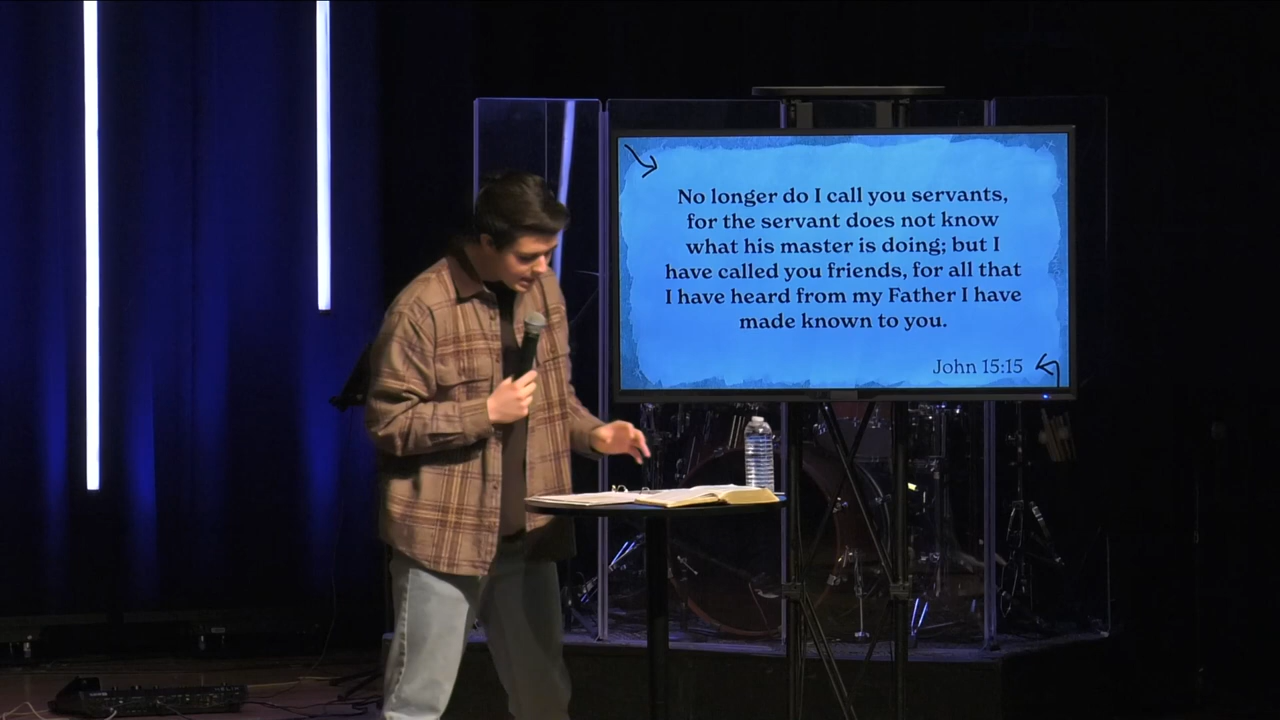 No longer do I call you servants,
for the servant does not know
what his master is doing; but I
have called you friends, for all that
I have heard from my Father I have
made known to you.
John 15:15